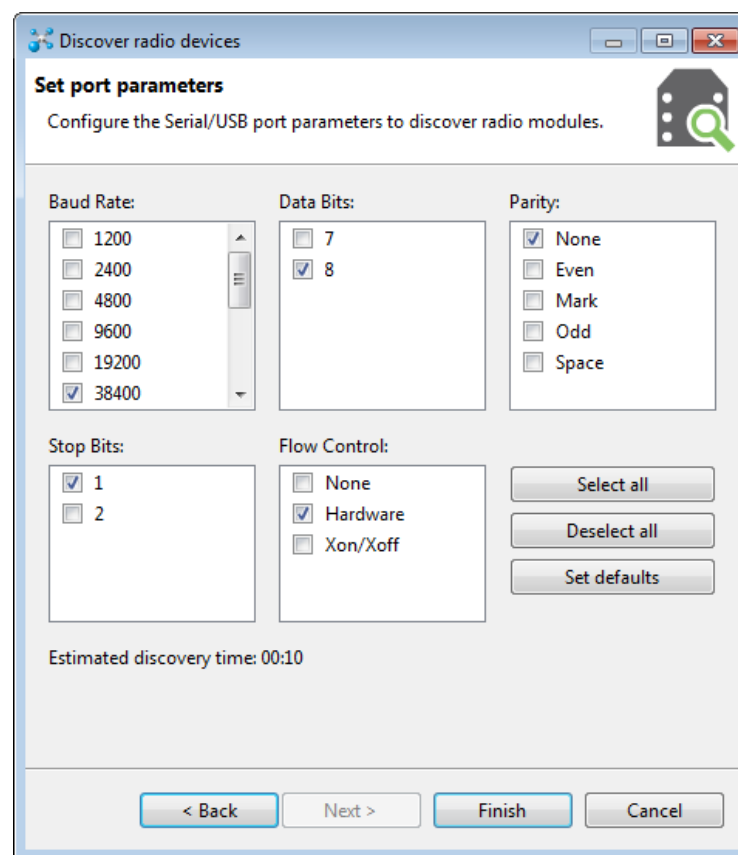 Discover radio devices
Set port parameters
Configure the Serial/USB port parameters to discover radio modules.
Baud Rate:
1200
2400
4800
9600
19200
38400
Data Bits:
7
8
Parity:
None
Even
Mark
Odd
Space
Stop Bits:
1
2
Flow Control:
None
Hardware
Xon/Xoff
Select all
Deselect all
Set defaults
Estimated discovery time: 00:10
< Back
Next >
Finish
Cancel